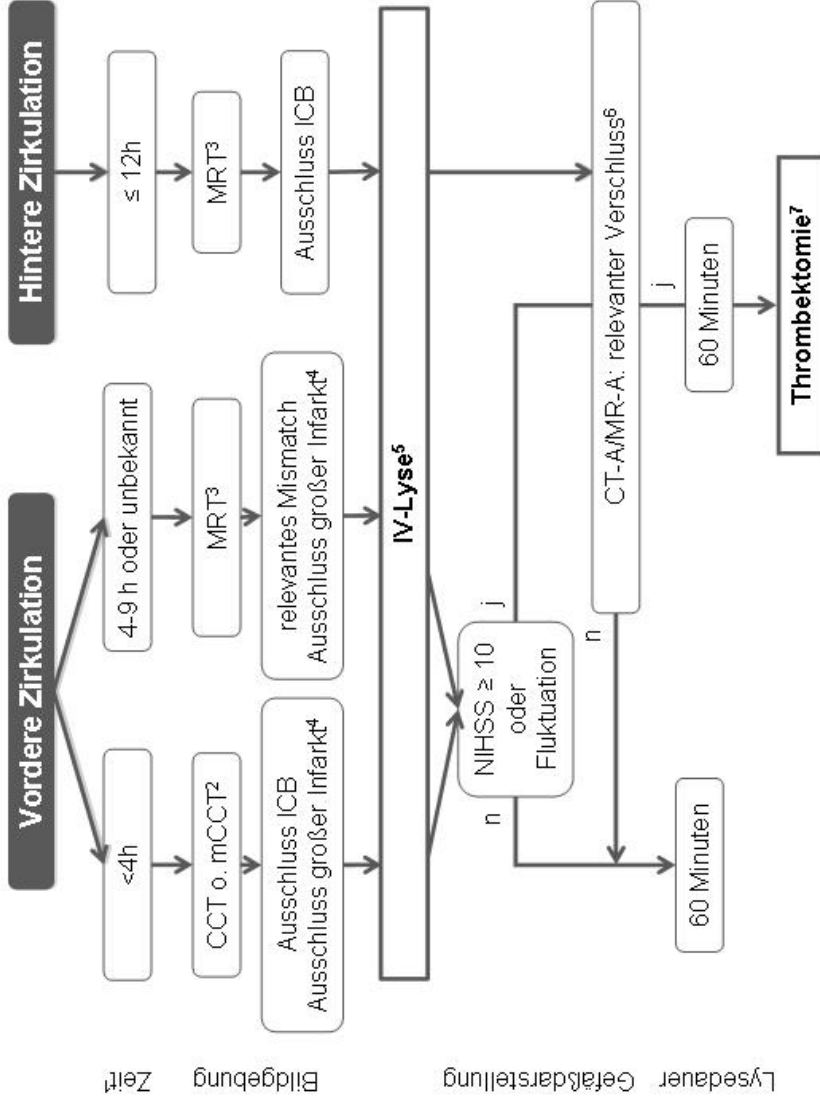 Vordere Zirkulation
Hintere Zirkulation
Zeit¹
<4h
4-9 h oder unbekannt
≤ 12h
Bildgebung
CCT o. mCCT²
MRT³
MRT³
Ausschluss ICB
Ausschluss großer Infarkt⁴
relevantes Mismatch
Ausschluss großer Infarkt⁴
Ausschluss ICB
IV-Lyse⁵
Gefäßdarstellung
NIHSS ≥ 10
oder
Fluktuation
n
j
CT-A/MR-A: relevanter Verschluss⁶
n
j
Lysedauer
60 Minuten
60 Minuten
Thrombektomie⁷